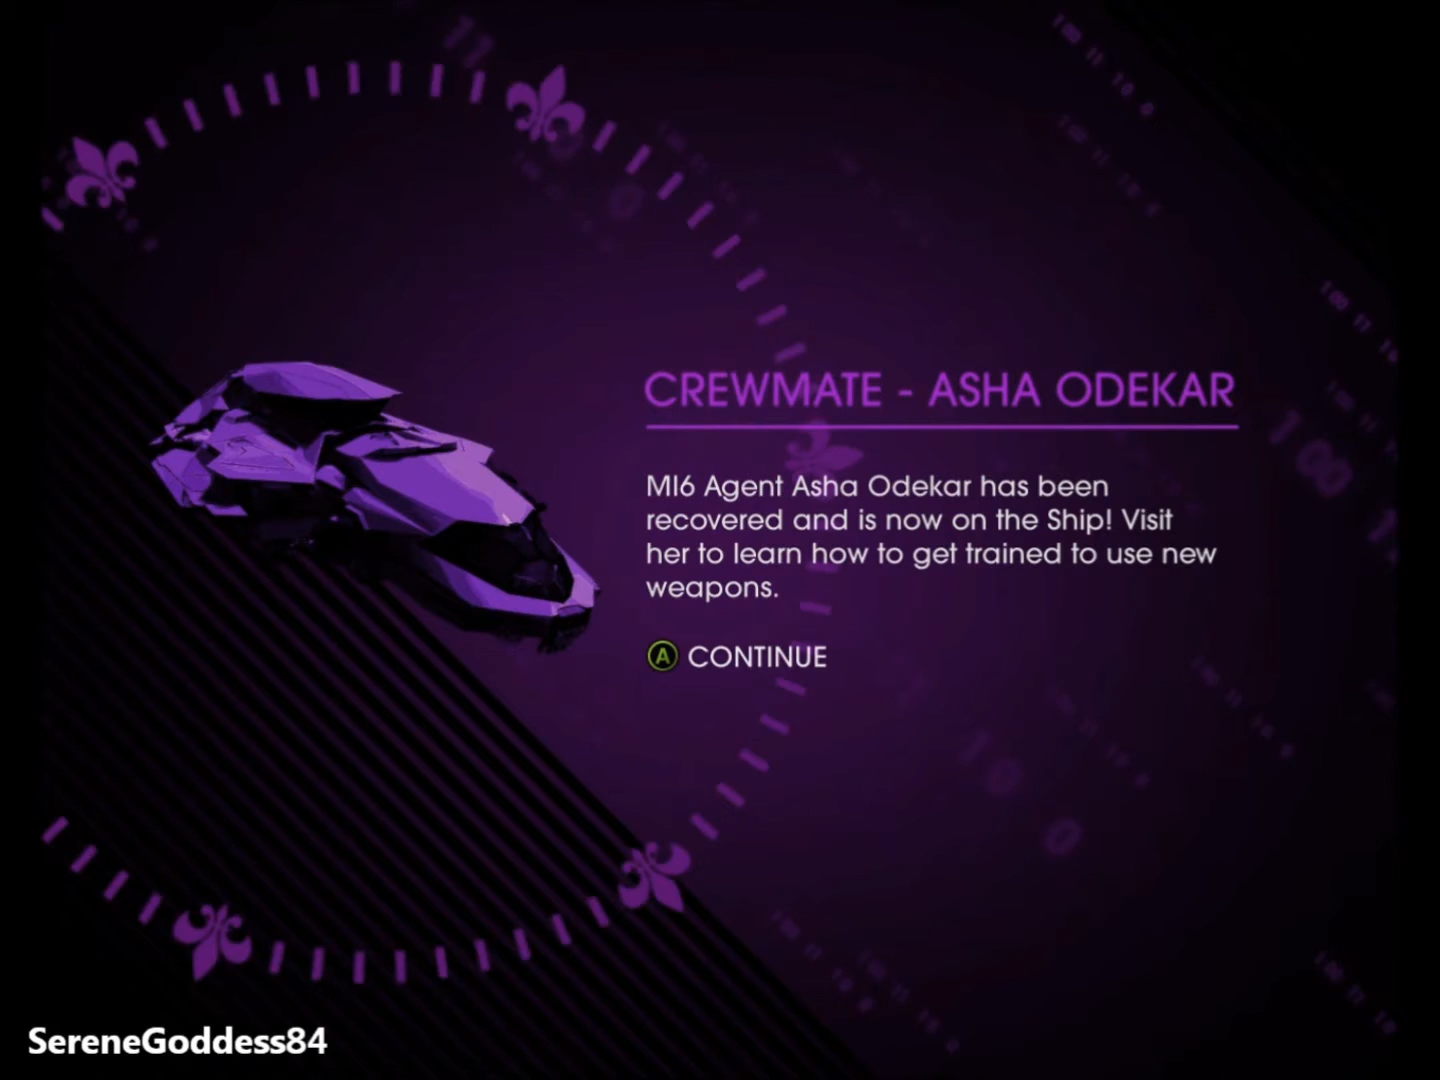 CREWMATE - ASHA ODEKAR
MI6 Agent Asha Odekar has been
recovered and is now on the Ship! Visit
her to learn how to get trained to use new
weapons.
A CONTINUE
SereneGoddess84